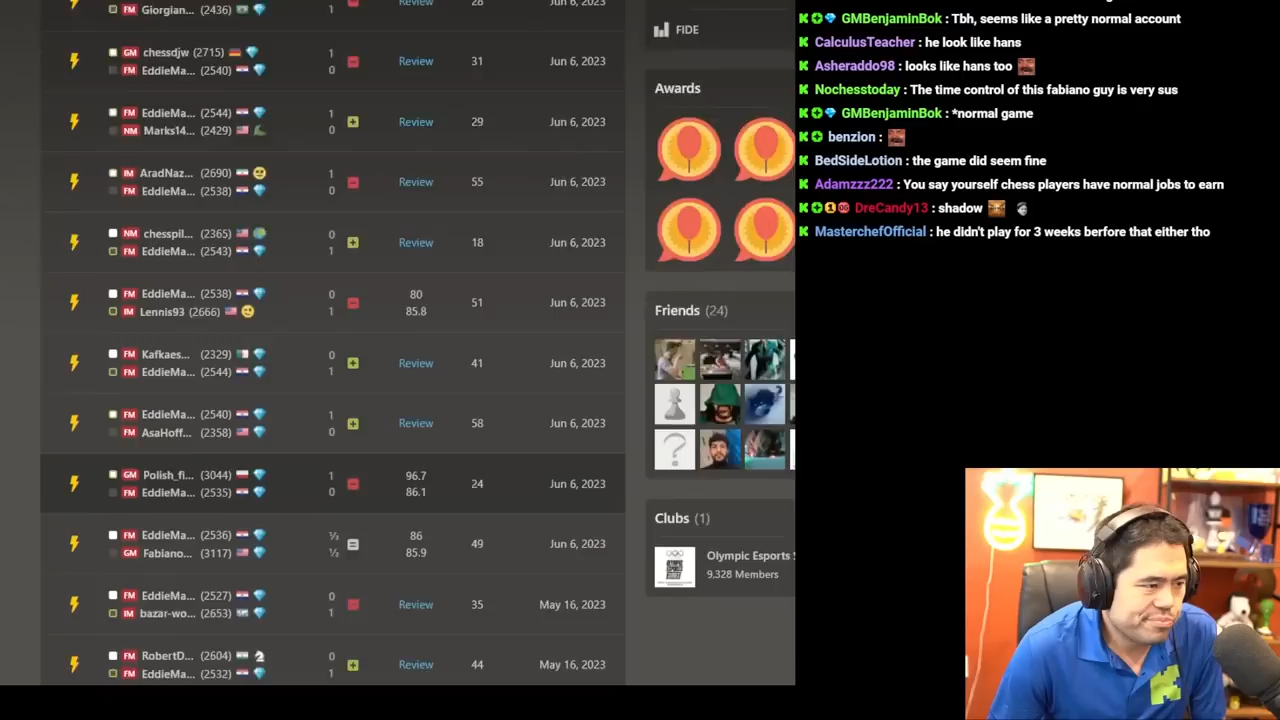 Giorgian... (2436) 1 28
FIDE
GM chessdjw (2715) 1
FM EddieMa... (2540) 0
Review 31 Jun 6, 2023
FM EddieMa... (2544) 1
NM Marks14... (2429) 0
Review 29 Jun 6, 2023
IM AradNaz... (2690) 1
FM EddieMa... (2538) 0
Review 55 Jun 6, 2023
NM chesspil... (2365) 0
FM EddieMa... (2543) 1
Review 18 Jun 6, 2023
FM EddieMa... (2538) 0 80
IM Lennis93 (2666) 1 85.8
51 Jun 6, 2023
FM Kafkaes... (2329) 0
FM EddieMa... (2544) 1
Review 41 Jun 6, 2023
FM EddieMa... (2540) 1
FM AsaHoff... (2358) 0
Review 58 Jun 6, 2023
GM Polish_fi... (3044) 1 96.7
FM EddieMa... (2535) 0 86.1
24 Jun 6, 2023
FM EddieMa... (2536) ½ 86
GM Fabiano... (3117) ½ 85.9
49 Jun 6, 2023
FM EddieMa... (2527) 0
IM bazar-wo... (2653) 1
Review 35 May 16, 2023
FM RobertD... (2604) 0
FM EddieMa... (2532) 1
Review 44 May 16, 2023
Awards
Friends (24)
Clubs (1)
Olympic Esports S
9,328 Members
GMBenjaminBok : Tbh, seems like a pretty normal account
CalculusTeacher : he look like hans
Asheraddo98 : looks like hans too
Nochesstoday : The time control of this fabiano guy is very sus
GMBenjaminBok : *normal game
benzion :
BedSideLotion : the game did seem fine
Adamzzz222 : You say yourself chess players have normal jobs to earn
DreCandy13 : shadow
MasterchefOfficial : he didn't play for 3 weeks berfore that either tho